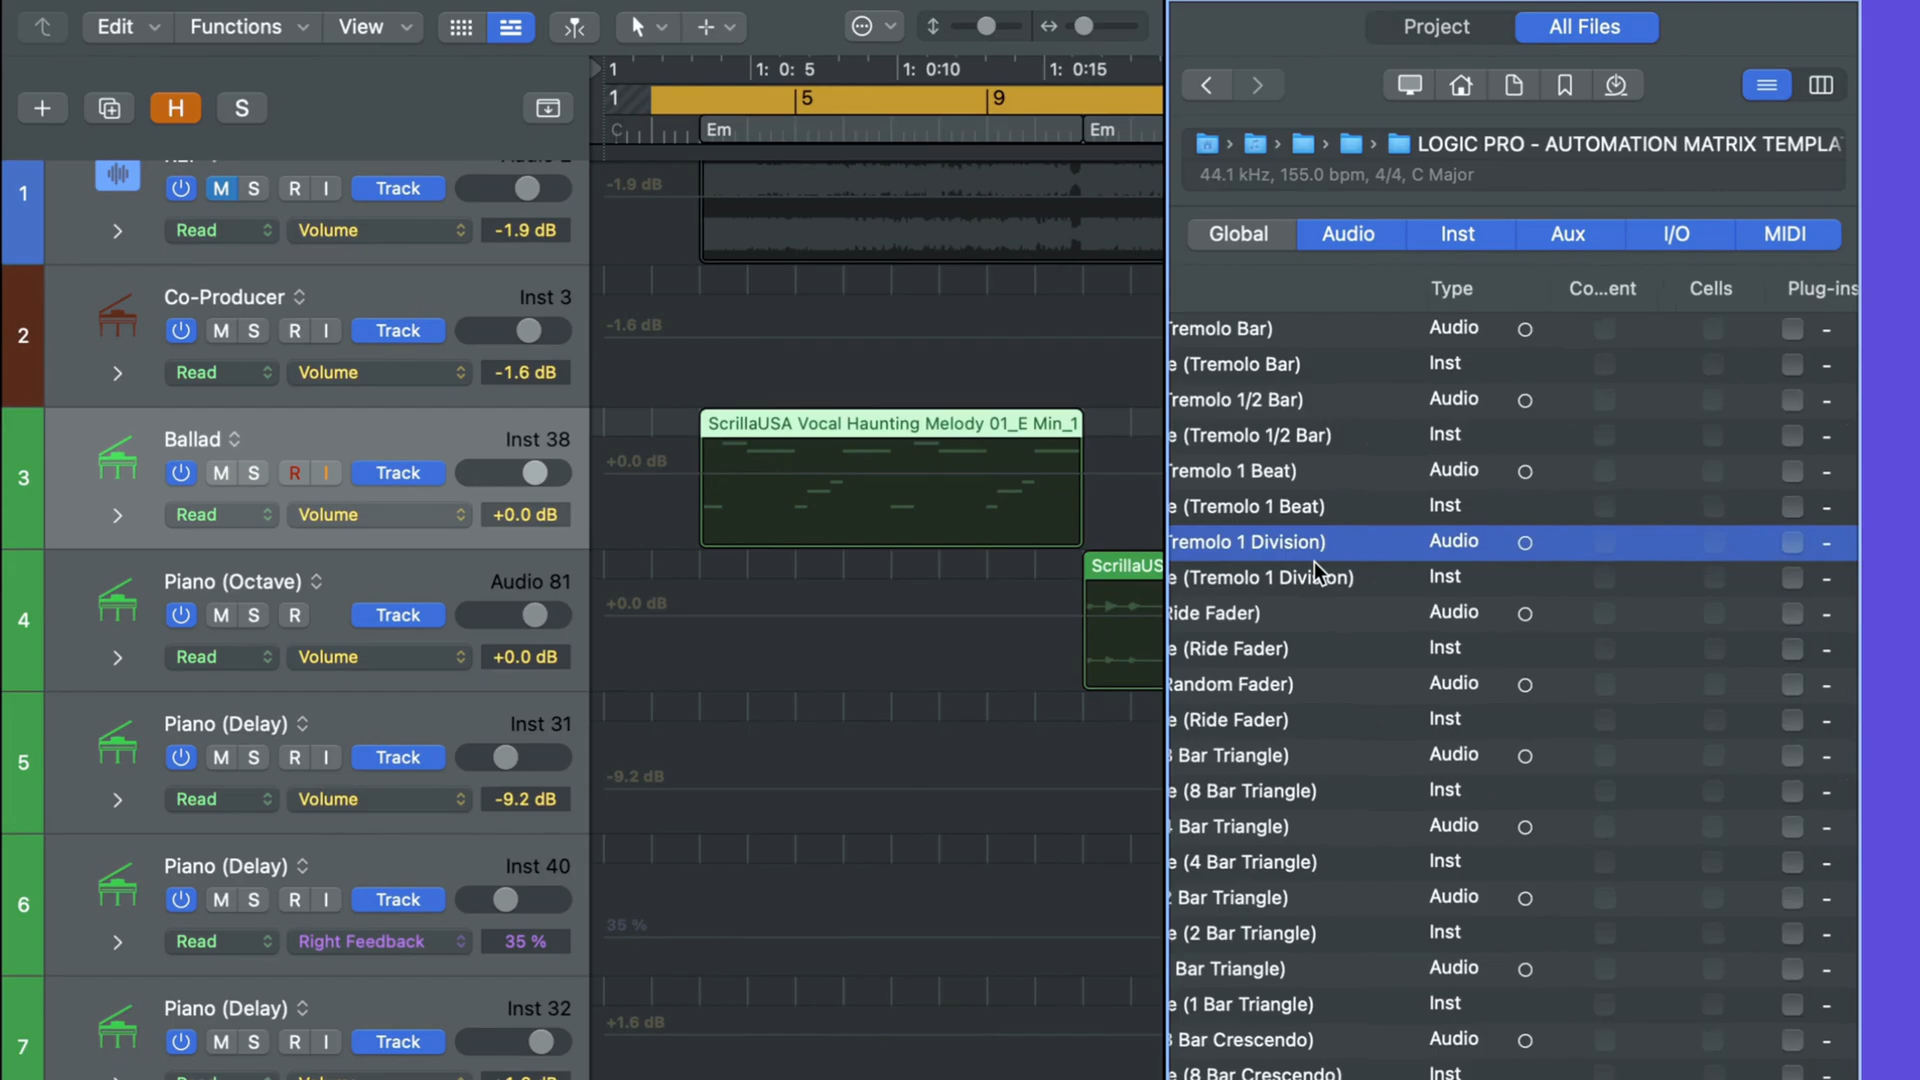 Edit Functions View
Project All Files
1 1: 0: 5 1: 0:10 1: 0:15
H S
1 5 9
C Em Em
LOGIC PRO - AUTOMATION MATRIX TEMPLA
44.1 kHz, 155.0 bpm, 4/4, C Major
1 M S R I Track -1.9 dB
Read Volume -1.9 dB
Global Audio Inst Aux I/O MIDI
Type Co...ent Cells Plug-ins
2 Co-Producer Inst 3
M S R I Track -1.6 dB
Read Volume -1.6 dB
3 Ballad Inst 38
M S R I Track +0.0 dB
Read Volume +0.0 dB
ScrillaUSA Vocal Haunting Melody 01_E Min_1
4 Piano (Octave) Audio 81
M S R Track +0.0 dB
Read Volume +0.0 dB
ScrillaUS
5 Piano (Delay) Inst 31
M S R I Track -9.2 dB
Read Volume -9.2 dB
6 Piano (Delay) Inst 40
M S R I Track 35 %
Read Right Feedback 35 %
7 Piano (Delay) Inst 32
M S R I Track +1.6 dB
Tremolo Bar) Audio -
e (Tremolo Bar) Inst -
Tremolo 1/2 Bar) Audio -
e (Tremolo 1/2 Bar) Inst -
Tremolo 1 Beat) Audio -
e (Tremolo 1 Beat) Inst -
Tremolo 1 Division) Audio -
e (Tremolo 1 Division) Inst -
Ride Fader) Audio -
e (Ride Fader) Inst -
Random Fader) Audio -
e (Ride Fader) Inst -
8 Bar Triangle) Audio -
e (8 Bar Triangle) Inst -
4 Bar Triangle) Audio -
e (4 Bar Triangle) Inst -
2 Bar Triangle) Audio -
e (2 Bar Triangle) Inst -
Bar Triangle) Audio -
e (1 Bar Triangle) Inst -
8 Bar Crescendo) Audio -
e (8 Bar Crescendo) Inst